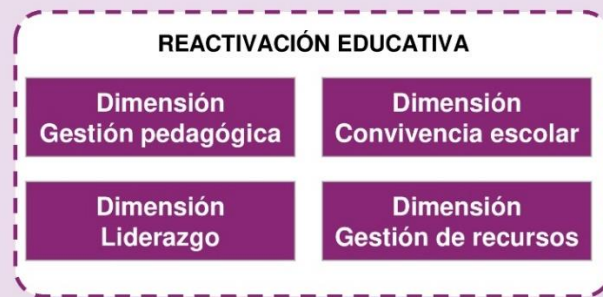 REACTIVACIÓN EDUCATIVA
Dimensión
Gestión pedagógica
Dimensión
Convivencia escolar
Dimensión
Liderazgo
Dimensión
Gestión de recursos